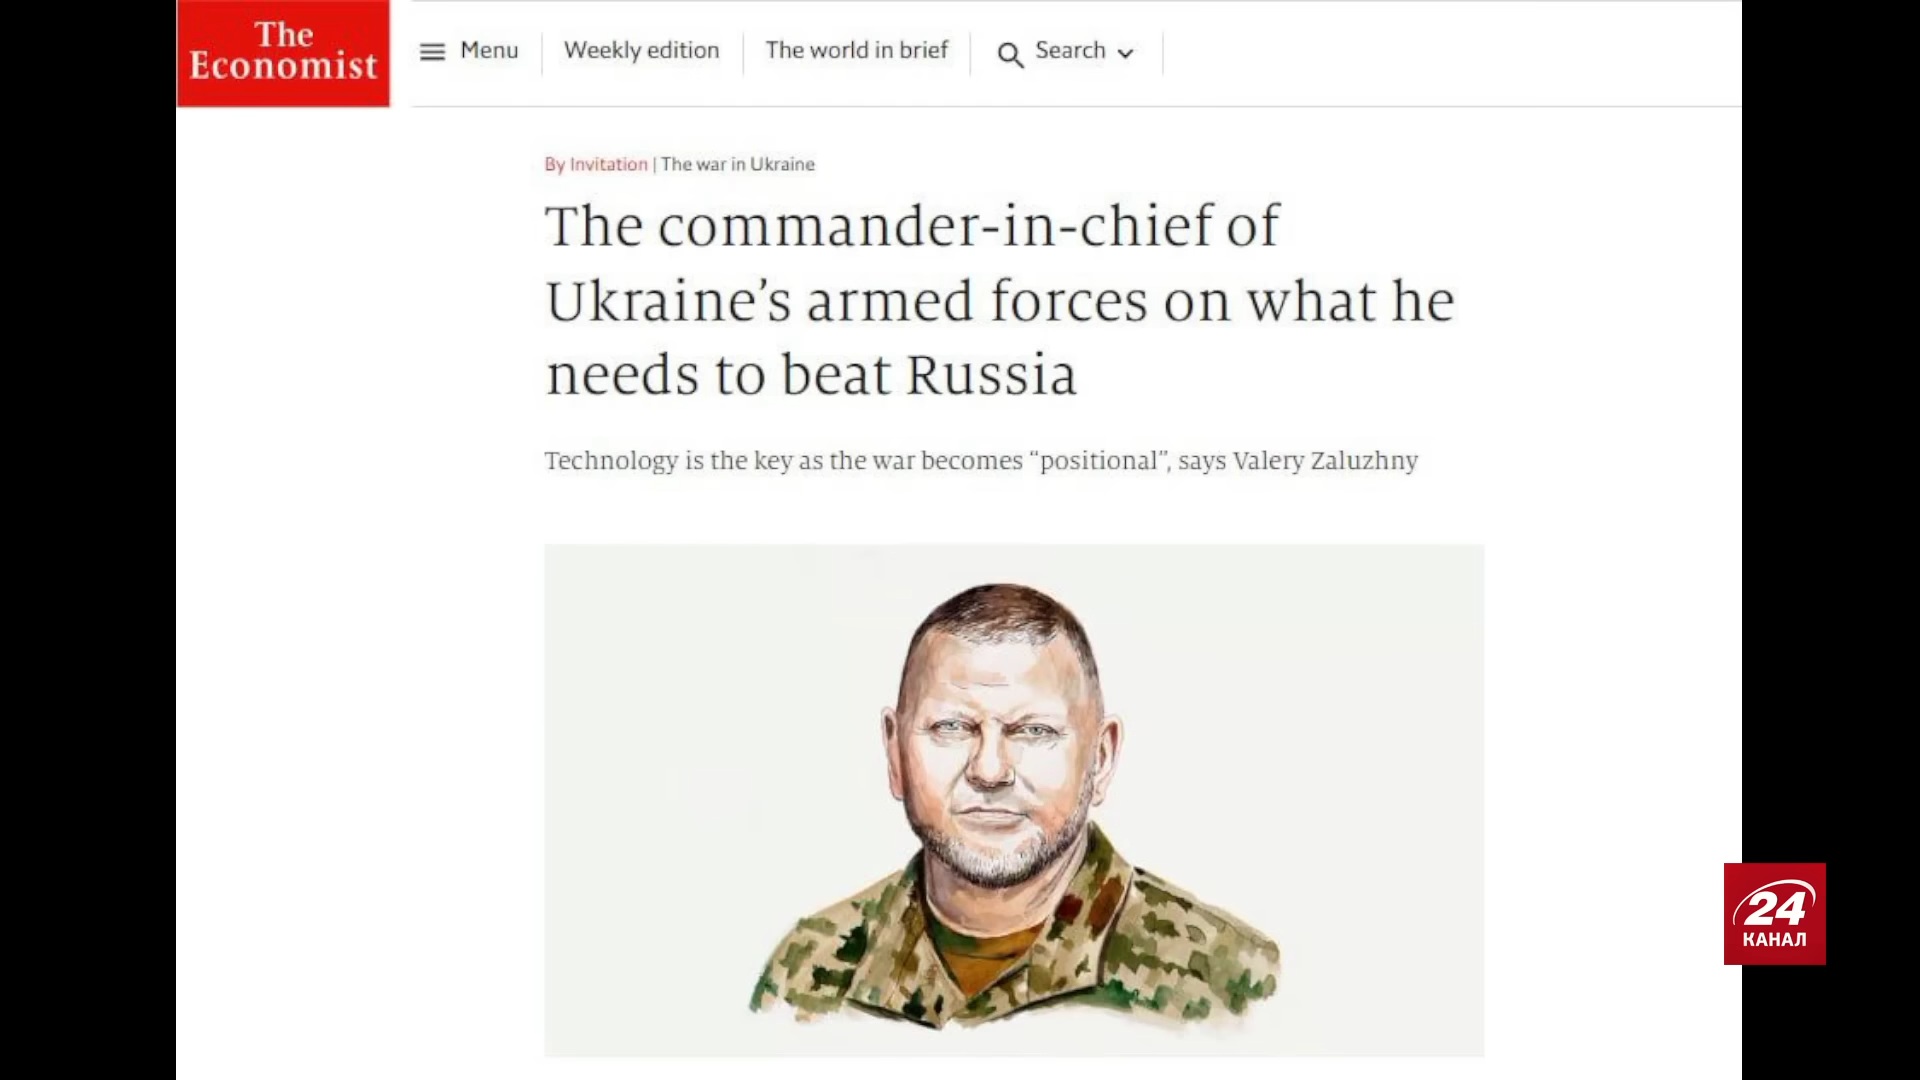 The
Economist
Menu
Weekly edition
The world in brief
Search
By Invitation | The war in Ukraine
The commander-in-chief of
Ukraine’s armed forces on what he
needs to beat Russia
Technology is the key as the war becomes “positional”, says Valery Zaluzhny
24
КАНАЛ